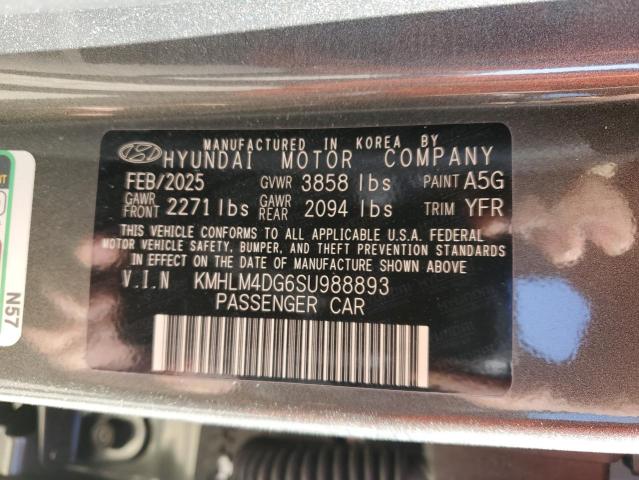 MANUFACTURED IN KOREA BY
HYUNDAI MOTOR COMPANY
FEB/2025 GVWR 3858 lbs PAINT A5G
GAWR FRONT 2271 lbs GAWR REAR 2094 lbs TRIM YFR
THIS VEHICLE CONFORMS TO ALL APPLICABLE U.S.A. FEDERAL
MOTOR VEHICLE SAFETY, BUMPER, AND THEFT PREVENTION STANDARDS
IN EFFECT ON THE DATE OF MANUFACTURE SHOWN ABOVE
V.I.N KMHLM4DG6SU988893
PASSENGER CAR
N57